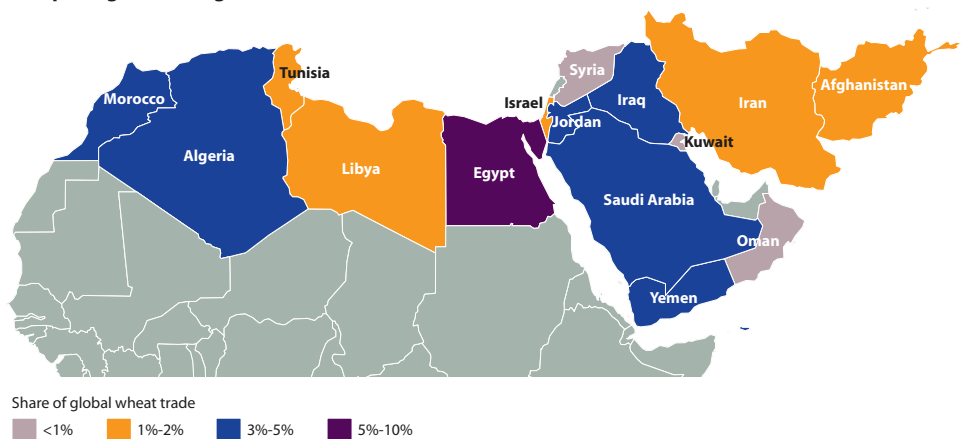 Tunisia
Morocco
Algeria
Libya
Egypt
Israel
Syria
Jordan
Iraq
Kuwait
Iran
Afghanistan
Saudi Arabia
Oman
Yemen
Share of global wheat trade
<1% 1%-2% 3%-5% 5%-10%